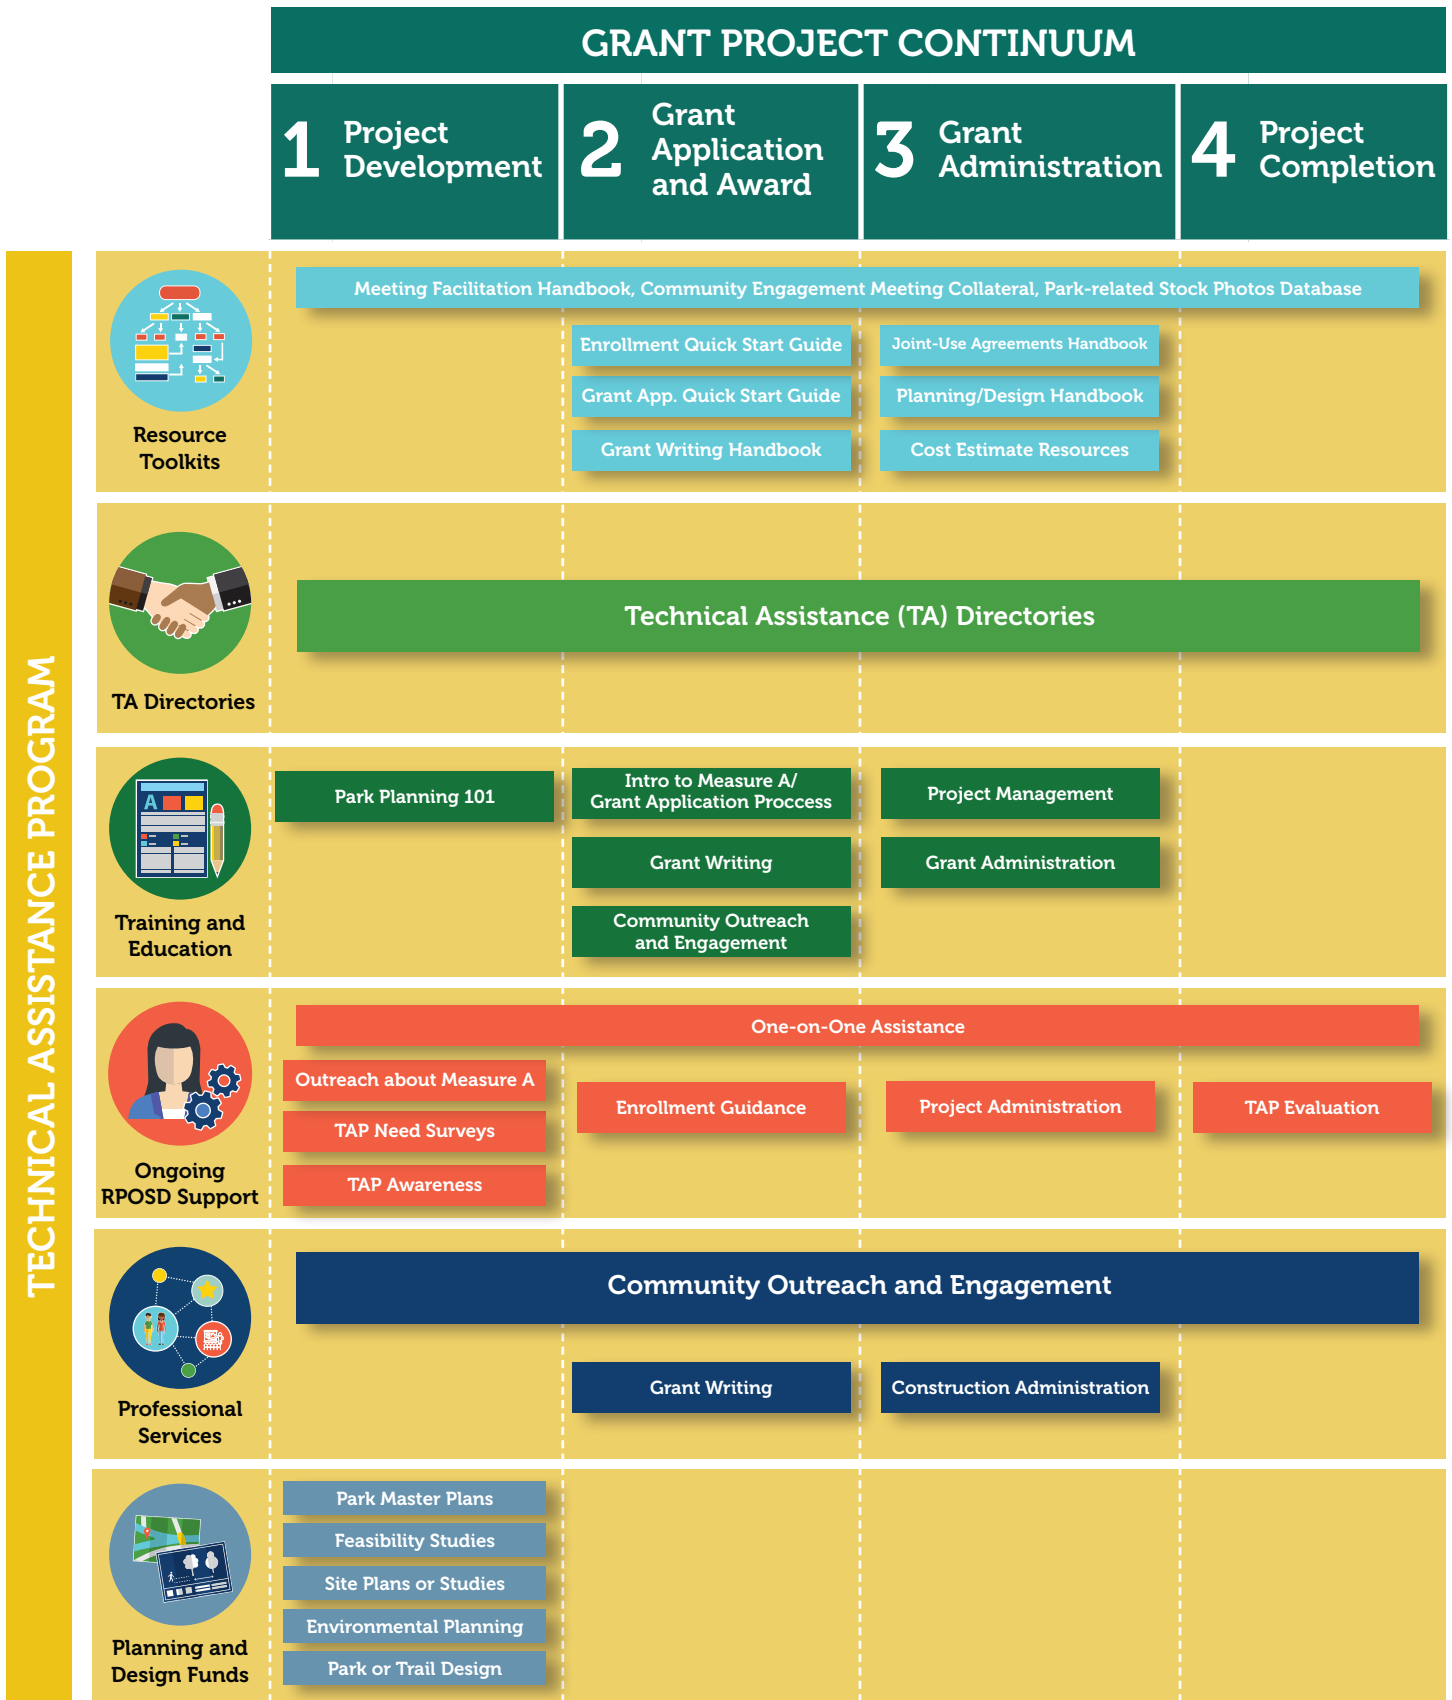 GRANT PROJECT CONTINUUM
1 Project
Development
2 Grant
Application
and Award
3 Grant
Administration
4 Project
Completion
TECHNICAL ASSISTANCE PROGRAM
Resource
Toolkits
Meeting Facilitation Handbook, Community Engagement Meeting Collateral, Park-related Stock Photos Database
Enrollment Quick Start Guide
Grant App. Quick Start Guide
Grant Writing Handbook
Joint-Use Agreements Handbook
Planning/Design Handbook
Cost Estimate Resources
TA Directories
Technical Assistance (TA) Directories
A
Training and
Education
Park Planning 101
Intro to Measure A/
Grant Application Proccess
Grant Writing
Community Outreach
and Engagement
Project Management
Grant Administration
Ongoing
RPOSD Support
One-on-One Assistance
Outreach about Measure A
TAP Need Surveys
TAP Awareness
Enrollment Guidance
Project Administration
TAP Evaluation
Professional
Services
Community Outreach and Engagement
Grant Writing
Construction Administration
Planning and
Design Funds
Park Master Plans
Feasibility Studies
Site Plans or Studies
Environmental Planning
Park or Trail Design